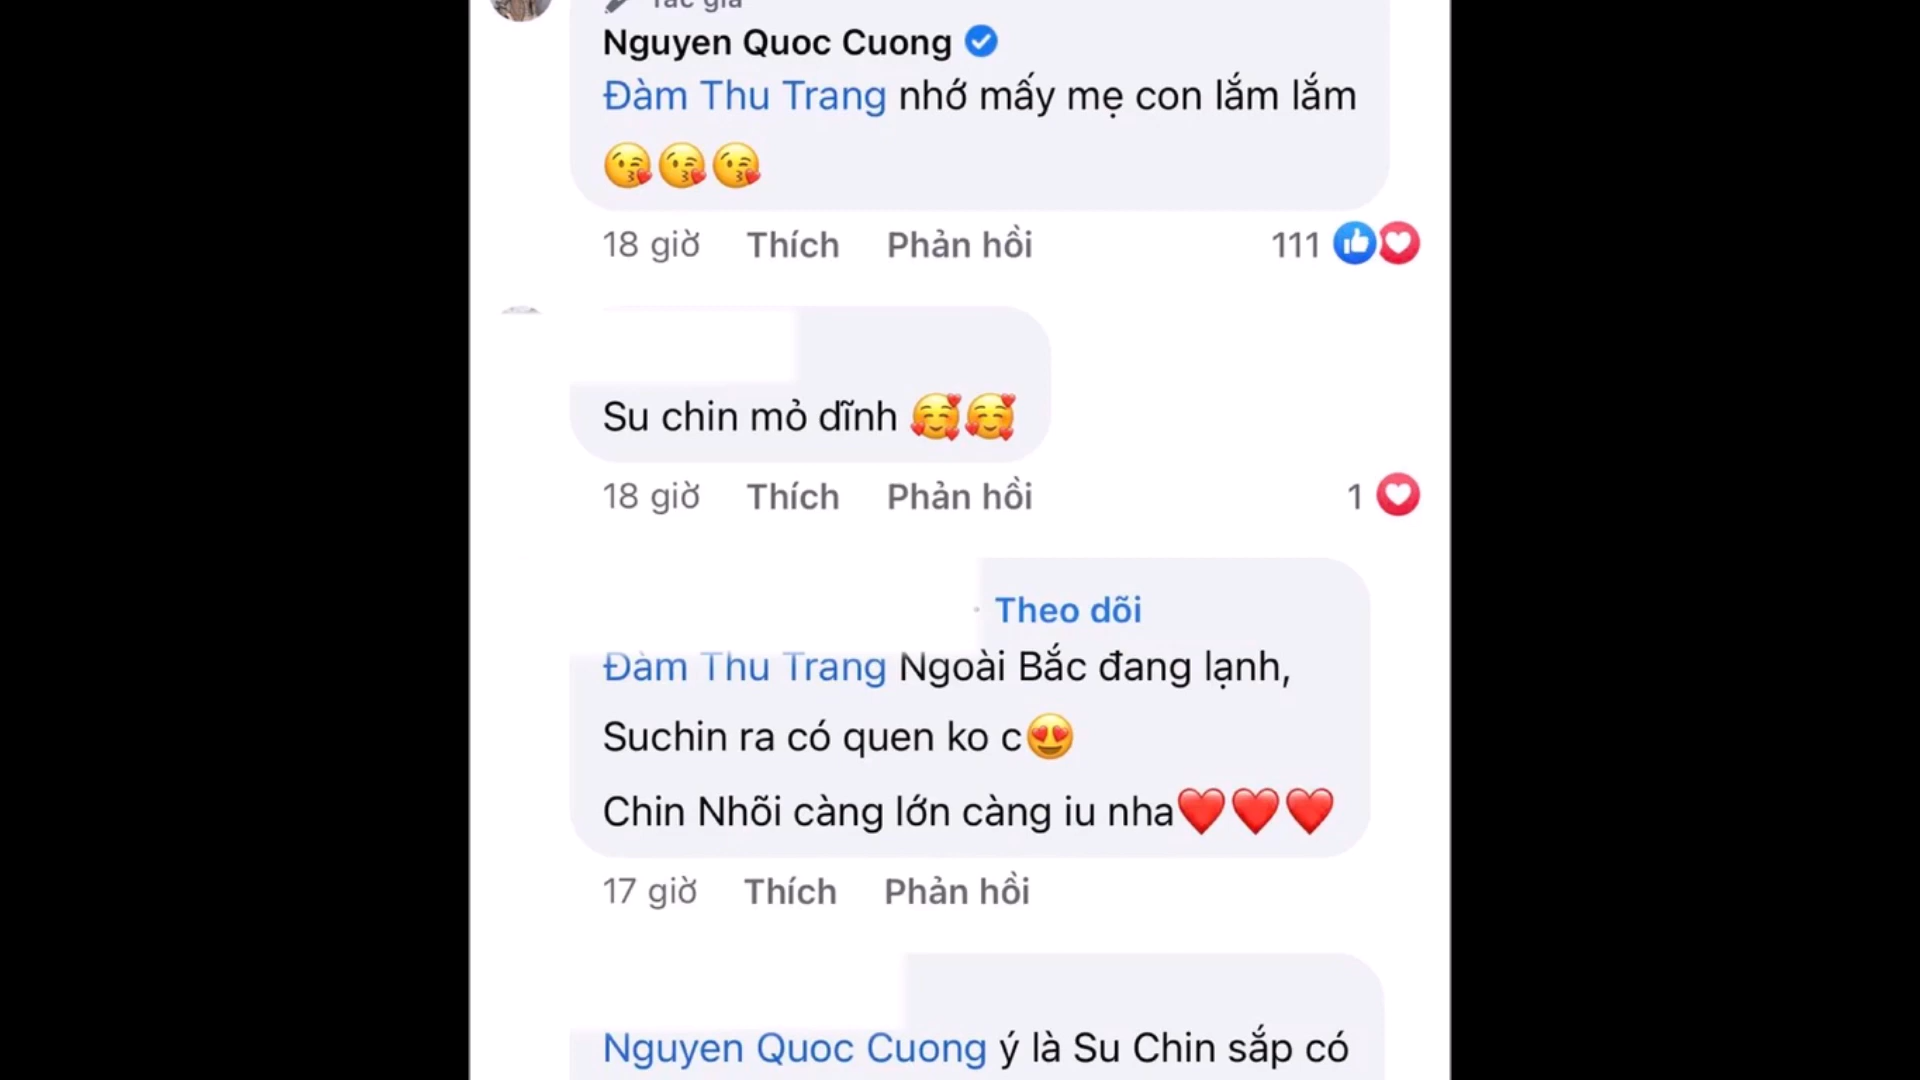 Tác giả
Nguyen Quoc Cuong
Đàm Thu Trang nhớ mấy mẹ con lắm lắm
😘😘😘
18 giờ Thích Phản hồi 111
Su chin mỏ dĩnh 🥰🥰
18 giờ Thích Phản hồi 1
· Theo dõi
Đàm Thu Trang Ngoài Bắc đang lạnh,
Suchin ra có quen ko c😍
Chin Nhõi càng lớn càng iu nha❤️❤️❤️
17 giờ Thích Phản hồi
Nguyen Quoc Cuong ý là Su Chin sắp có